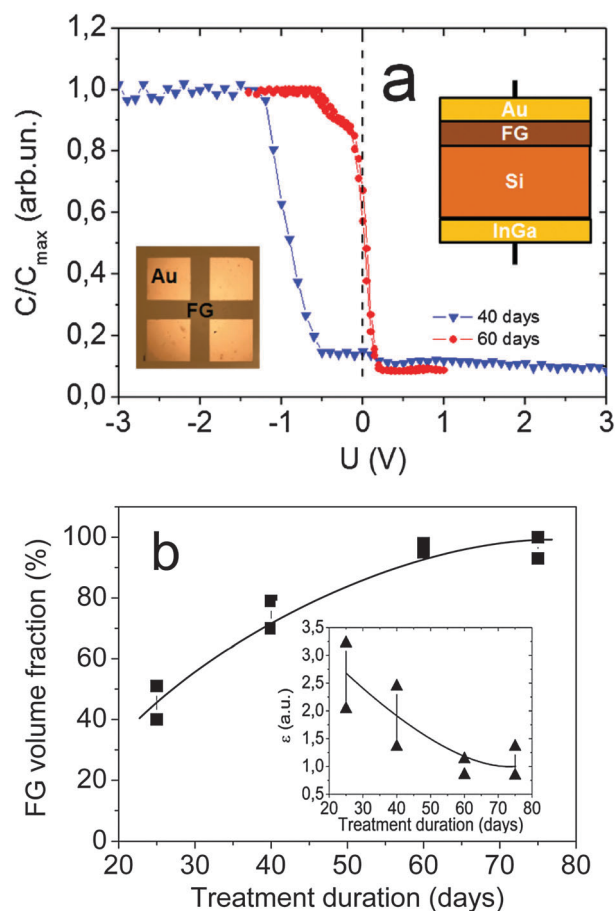 a
1,2
1,0
0,8
0,6
0,4
0,2
0,0
C/Cmax (arb.un.)
Au
FG
Si
InGa
Au
FG
40 days
60 days
-3 -2 -1 0 1 2 3
U (V)
b
100
80
60
40
20
0
FG volume fraction (%)
3,5
3,0
2,5
2,0
1,5
1,0
0,5
ε (a.u.)
20 30 40 50 60 70 80
Treatment duration (days)
20 30 40 50 60 70 80
Treatment duration (days)